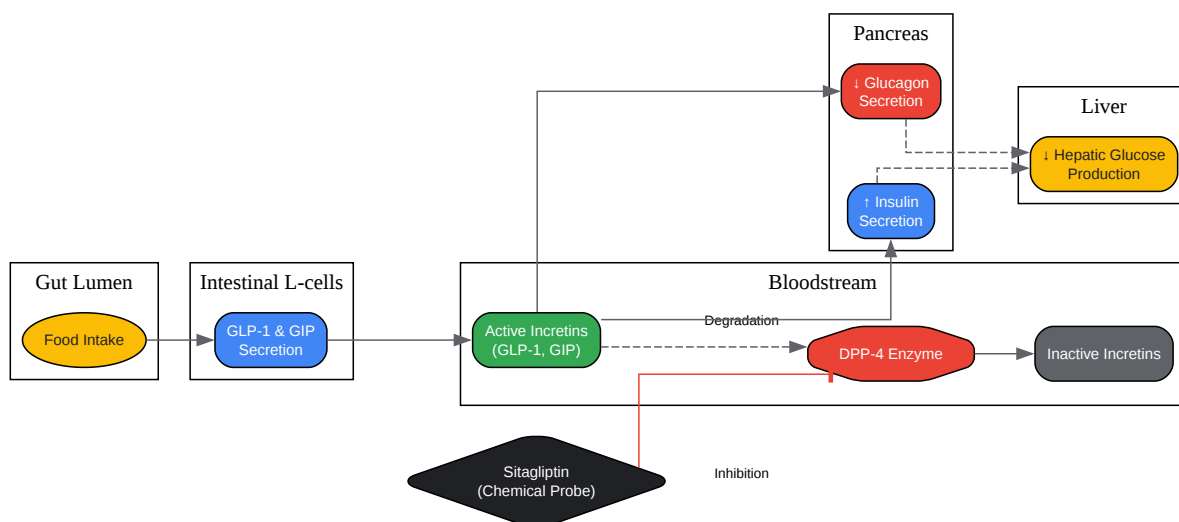 Pancreas
↓ Glucagon
Secretion
Liver
↓ Hepatic Glucose
Production
↑ Insulin
Secretion
Gut Lumen
Food Intake
Intestinal L-cells
GLP-1 & GIP
Secretion
Bloodstream
Active Incretins
(GLP-1, GIP)
Degradation
DPP-4 Enzyme
Inactive Incretins
Sitagliptin
(Chemical Probe)
Inhibition